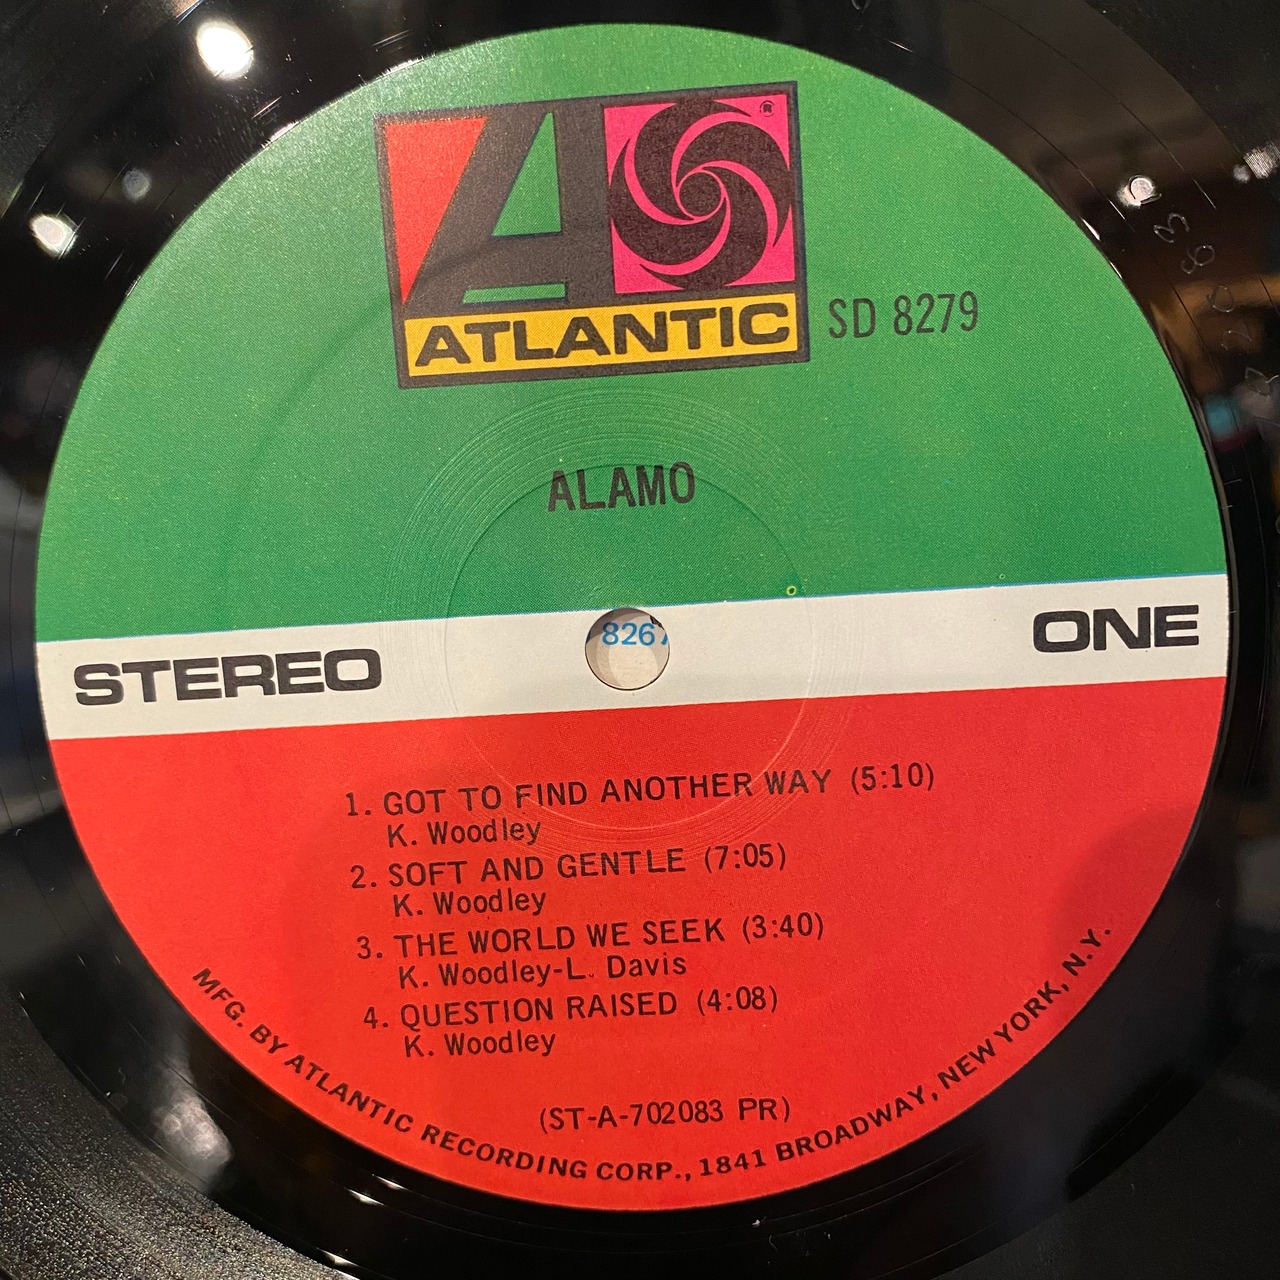 ATLANTIC
®
SD 8279
ALAMO
STEREO
8267
ONE
1. GOT TO FIND ANOTHER WAY (5:10)
K. Woodley
2. SOFT AND GENTLE (7:05)
K. Woodley
3. THE WORLD WE SEEK (3:40)
K. Woodley-L. Davis
4. QUESTION RAISED (4:08)
K. Woodley
(ST-A-702083 PR)
MFG. BY ATLANTIC RECORDING CORP., 1841 BROADWAY, NEW YORK, N.Y.